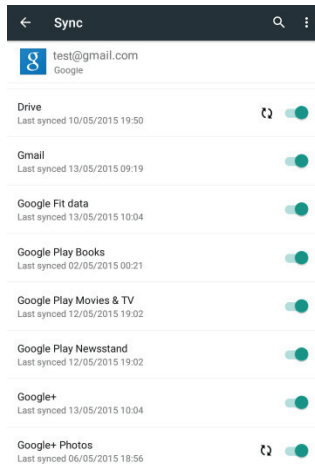 Sync
g
test@gmail.com
Google
Drive
Last synced 10/05/2015 19:50
Gmail
Last synced 13/05/2015 09:19
Google Fit data
Last synced 13/05/2015 10:04
Google Play Books
Last synced 02/05/2015 00:21
Google Play Movies & TV
Last synced 12/05/2015 19:02
Google Play Newsstand
Last synced 12/05/2015 19:02
Google+
Last synced 13/05/2015 10:04
Google+ Photos
Last synced 06/05/2015 18:56